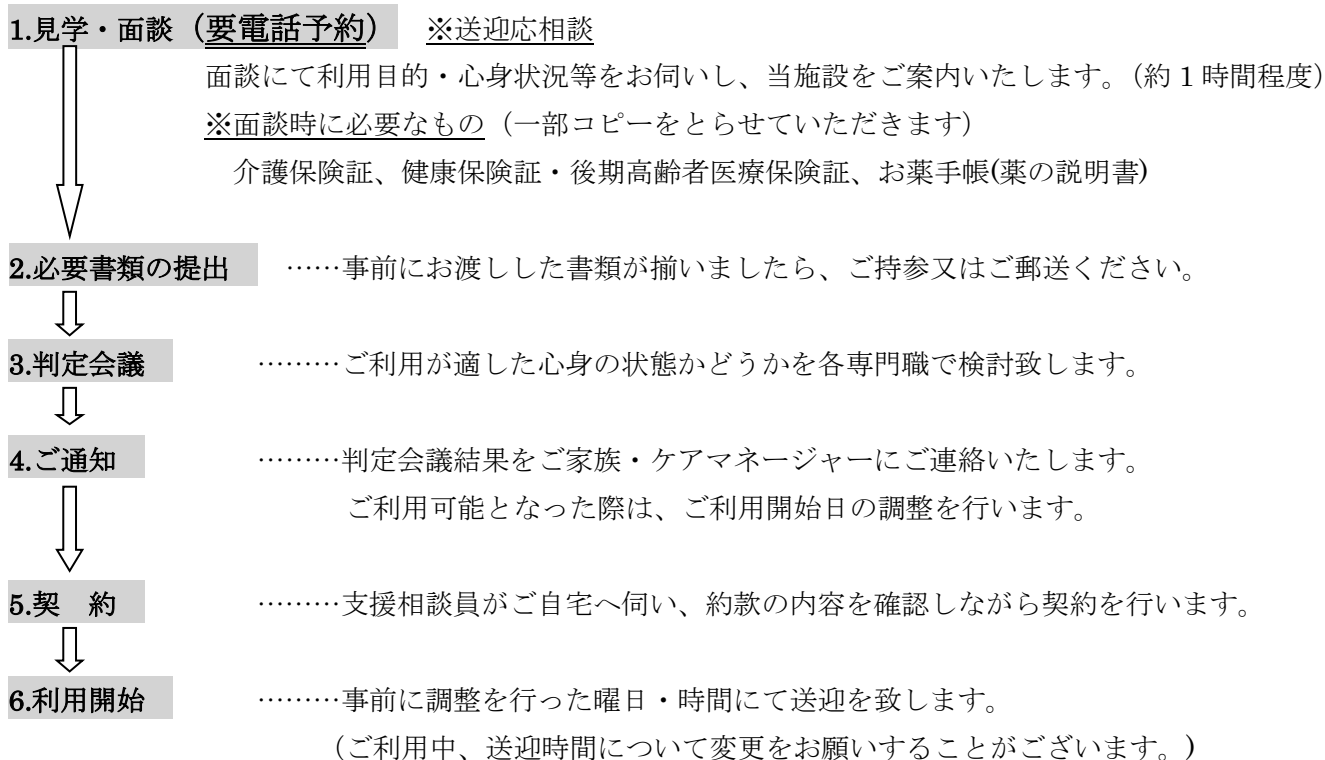 1.見学・面談（要電話予約） ※送迎応相談
面談にて利用目的・心身状況等をお伺いし、当施設をご案内いたします。（約１時間程度）
※面談時に必要なもの（一部コピーをとらせていただきます）
介護保険証、健康保険証・後期高齢者医療保険証、お薬手帳(薬の説明書)
2.必要書類の提出 ……事前にお渡しした書類が揃いましたら、ご持参又はご郵送ください。
3.判定会議 ………ご利用が適した心身の状態かどうかを各専門職で検討致します。
4.ご通知 ………判定会議結果をご家族・ケアマネージャーにご連絡いたします。
ご利用可能となった際は、ご利用開始日の調整を行います。
5.契　約 ………支援相談員がご自宅へ伺い、約款の内容を確認しながら契約を行います。
6.利用開始 ………事前に調整を行った曜日・時間にて送迎を致します。
（ご利用中、送迎時間について変更をお願いすることがございます。）